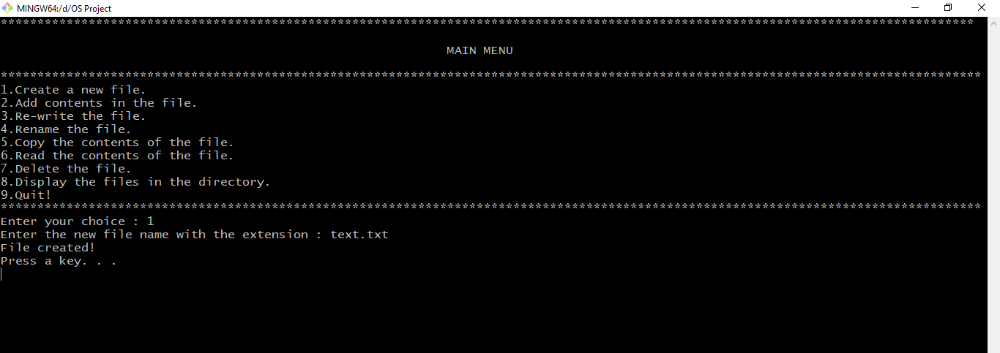 MINGW64:/d/OS Project
*************************************************************************************************************************************
MAIN MENU
**************************************************************************************************************************************
1.Create a new file.
2.Add contents in the file.
3.Re-write the file.
4.Rename the file.
5.Copy the contents of the file.
6.Read the contents of the file.
7.Delete the file.
8.Display the files in the directory.
9.Quit!
**************************************************************************************************************************************
Enter your choice : 1
Enter the new file name with the extension : text.txt
File created!
Press a key. . .